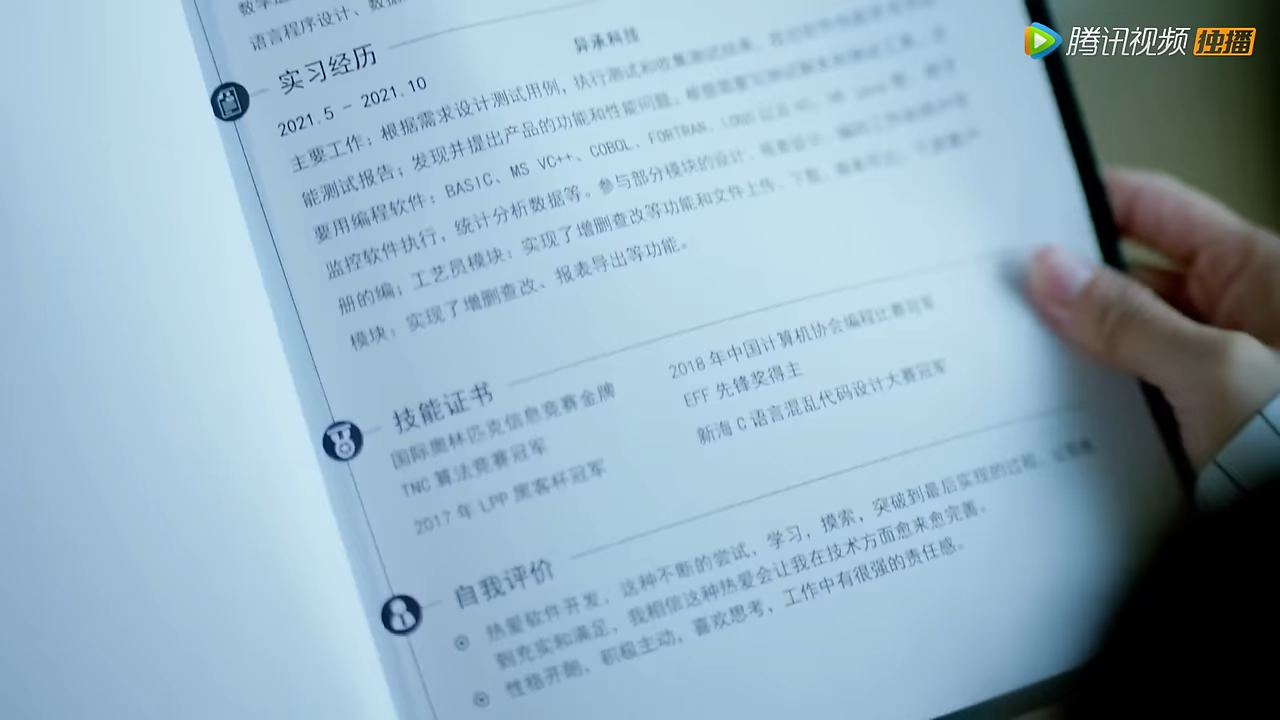 语言程序设计、数据
腾讯视频 独播
实习经历
2021.5 - 2021.10
异承科技
主要工作：根据需求设计测试用例，执行测试和收集测试结果，
能测试报告；发现并提出产品的功能和性能问题，根据需要
要用编程软件：BASIC、MS VC++、COBOL、FORTRAN、LOGO 以及
监控软件执行，统计分析数据等。参与部分模块的设计、
册的编；工艺员模块：实现了增删查改等功能和文件上传、下载、
模块：实现了增删查改、报表导出等功能。
技能证书
国际奥林匹克信息竞赛金牌
TNC 算法竞赛冠军
2017 年 LPP 黑客杯冠军
2018 年中国计算机协会编程比赛冠军
EFF 先锋奖得主
新海 C 语言混乱代码设计大赛冠军
自我评价
热爱软件开发，这种不断的尝试，学习，摸索，突破到最后实现的过程，
到充实和满足，我相信这种热爱会让我在技术方面愈来愈完善。
性格开朗，积极主动，喜欢思考，工作中有很强的责任感。